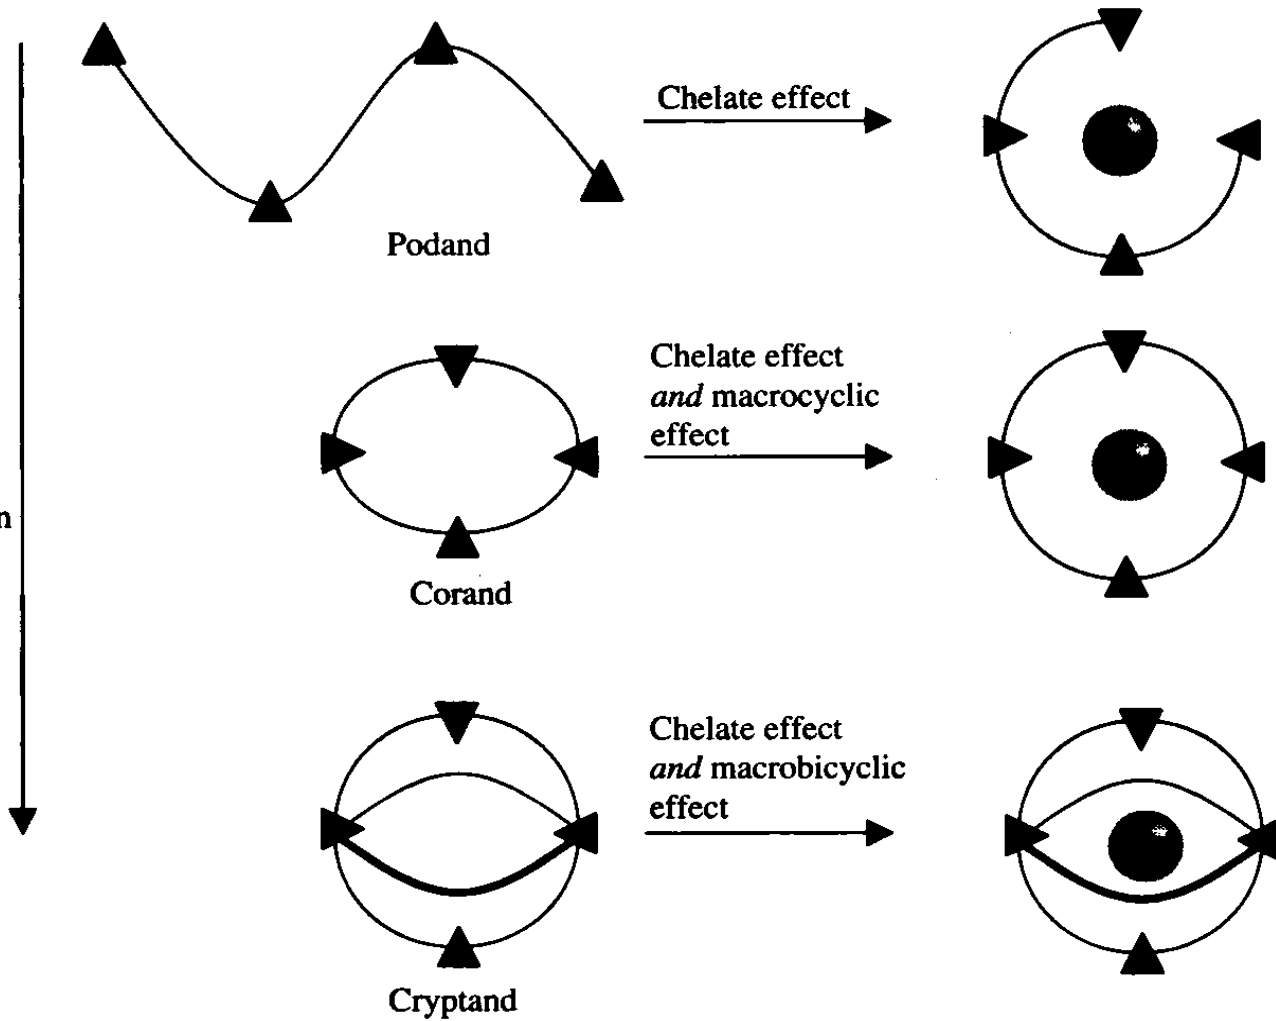 Chelate effect
Podand
Chelate effect
and macrocyclic
effect
n
Corand
Chelate effect
and macrobicyclic
effect
Cryptand